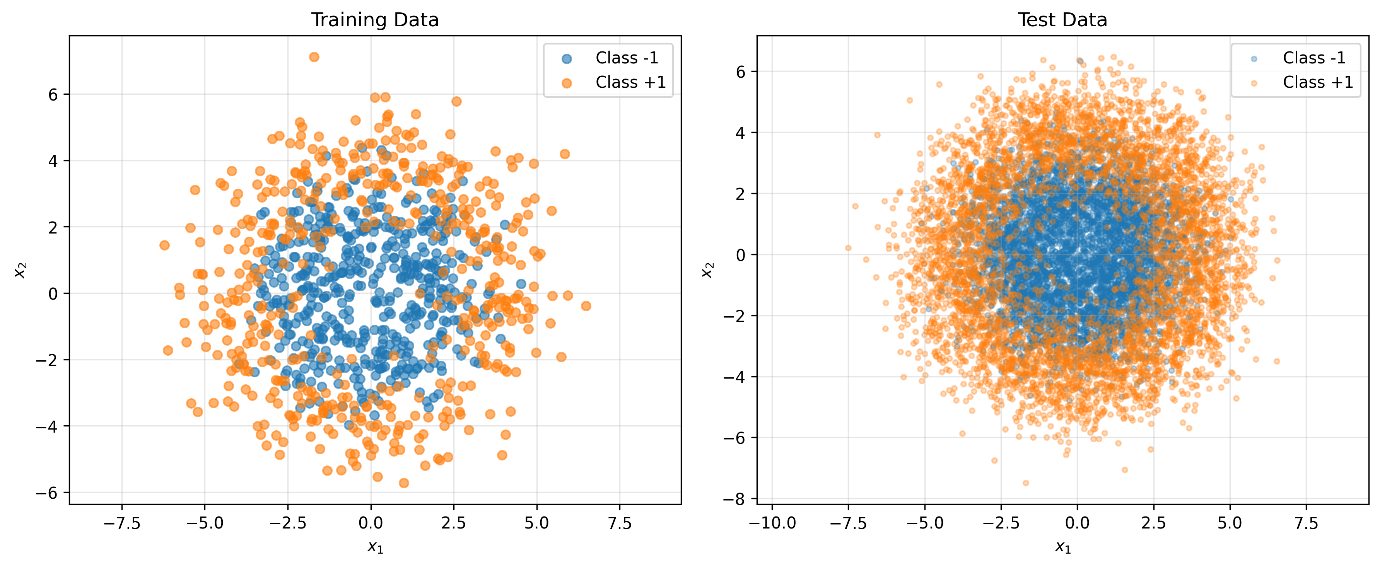 Training Data
Class -1
Class +1
6
4
2
0
−2
−4
−6
x₂
−7.5 −5.0 −2.5 0.0 2.5 5.0 7.5
x₁
Test Data
Class -1
Class +1
6
4
2
0
−2
−4
−6
−8
x₂
−10.0 −7.5 −5.0 −2.5 0.0 2.5 5.0 7.5
x₁